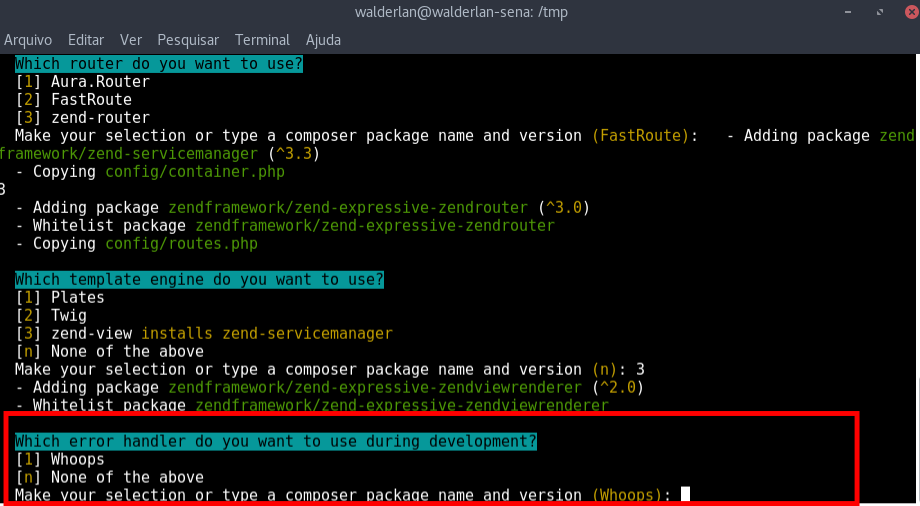 walderlan@walderlan-sena: /tmp
Arquivo Editar Ver Pesquisar Terminal Ajuda
Which router do you want to use?
[1] Aura.Router
[2] FastRoute
[3] zend-router
Make your selection or type a composer package name and version (FastRoute):   - Adding package zend
framework/zend-servicemanager (^3.3)
- Copying config/container.php
3
- Adding package zendframework/zend-expressive-zendrouter (^3.0)
- Whitelist package zendframework/zend-expressive-zendrouter
- Copying config/routes.php
Which template engine do you want to use?
[1] Plates
[2] Twig
[3] zend-view installs zend-servicemanager
[n] None of the above
Make your selection or type a composer package name and version (n): 3
- Adding package zendframework/zend-expressive-zendviewrenderer (^2.0)
- Whitelist package zendframework/zend-expressive-zendviewrenderer
Which error handler do you want to use during development?
[1] Whoops
[n] None of the above
Make your selection or type a composer package name and version (Whoops):